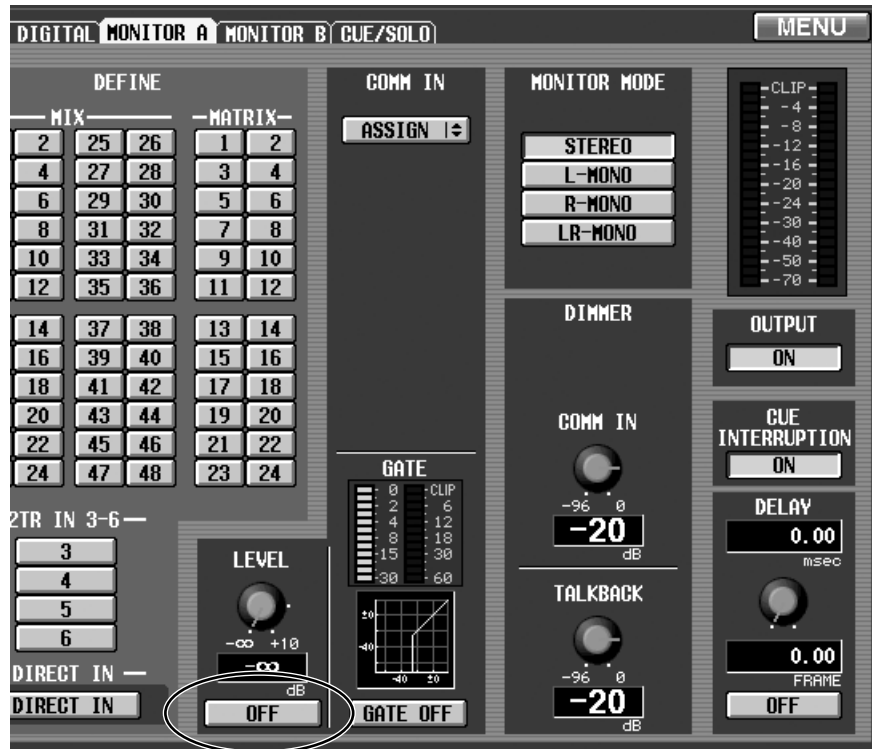 DIGITAL MONITOR A MONITOR B CUE/SOLO MENU
DEFINE
MIX MATRIX
2 25 26 1 2
4 27 28 3 4
6 29 30 5 6
8 31 32 7 8
10 33 34 9 10
12 35 36 11 12
14 37 38 13 14
16 39 40 15 16
18 41 42 17 18
20 43 44 19 20
22 45 46 21 22
24 47 48 23 24
2TR IN 3-6
3
4
5
6
DIRECT IN
DIRECT IN
LEVEL
-∞ +10
-∞
dB
OFF
COMM IN
ASSIGN
GATE
0 CLIP
2 6
4 12
8 18
15 30
30 60
±0
-40
-40 ±0
GATE OFF
MONITOR MODE
STEREO
L-MONO
R-MONO
LR-MONO
DIMMER
COMM IN
-96 0
-20
dB
TALKBACK
-96 0
-20
dB
CLIP
-4
-8
-12
-16
-20
-24
-30
-40
-50
-70
OUTPUT
ON
CUE
INTERRUPTION
ON
DELAY
0.00
msec
0.00
FRAME
OFF